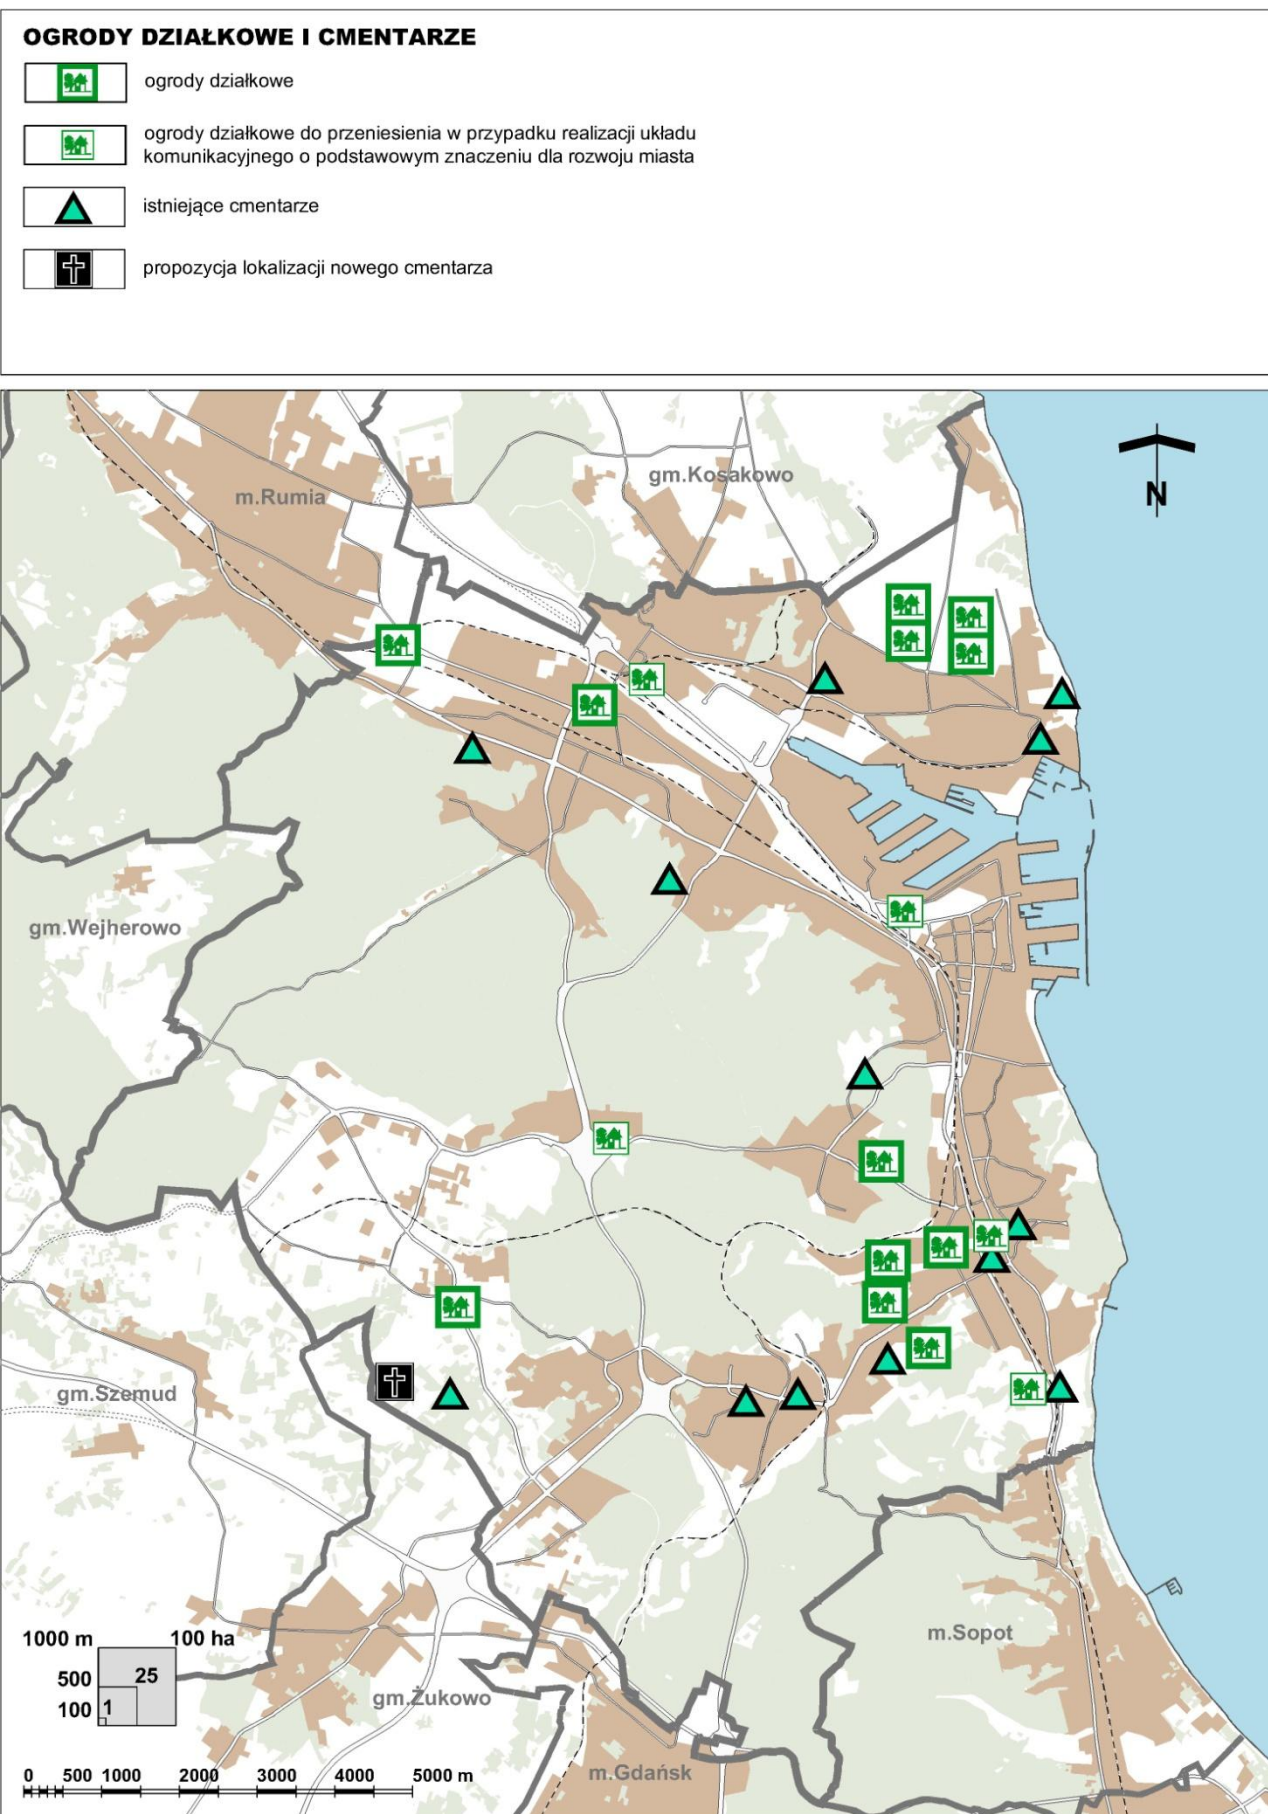 OGRODY DZIAŁKOWE I CMENTARZE
ogrody działkowe
ogrody działkowe do przeniesienia w przypadku realizacji układu
komunikacyjnego o podstawowym znaczeniu dla rozwoju miasta
istniejące cmentarze
propozycja lokalizacji nowego cmentarza
gm.Kosakowo
m.Rumia
N
gm.Wejherowo
gm.Szemud
m.Sopot
1000 m 100 ha
500 25
100 1
gm.Żukowo
m.Gdańsk
0 500 1000 2000 3000 4000 5000 m